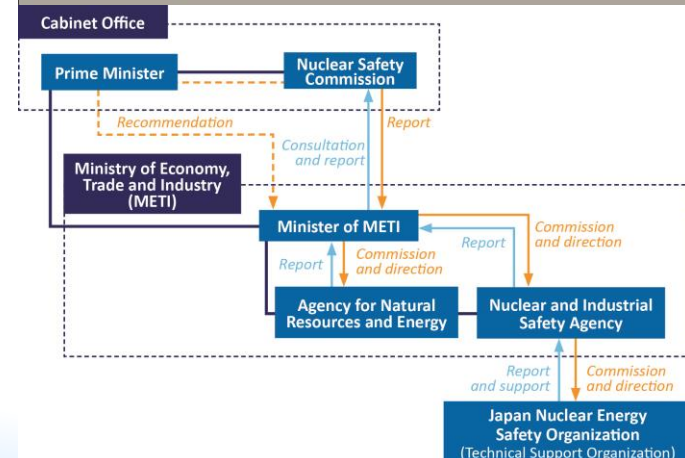 Cabinet Office
Prime Minister
Nuclear Safety
Commission
Recommendation
Consultation
and report
Report
Ministry of Economy,
Trade and Industry
(METI)
Minister of METI
Report
Commission
and direction
Report
Commission
and direction
Agency for Natural
Resources and Energy
Nuclear and Industrial
Safety Agency
Report
and support
Commission
and direction
Japan Nuclear Energy
Safety Organization
(Technical Support Organization)